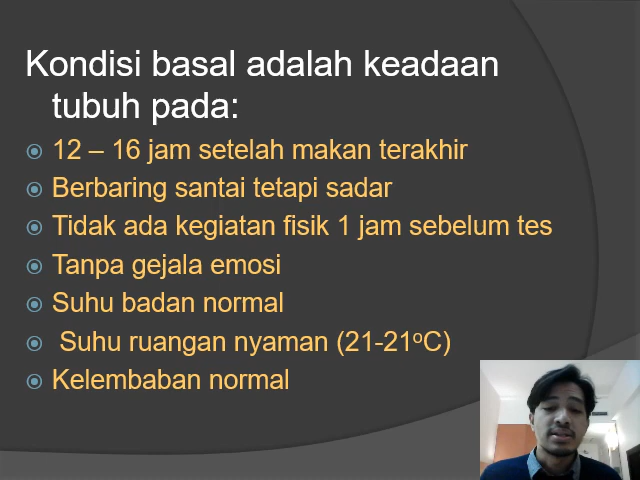 Kondisi basal adalah keadaan
tubuh pada:
12 – 16 jam setelah makan terakhir
Berbaring santai tetapi sadar
Tidak ada kegiatan fisik 1 jam sebelum tes
Tanpa gejala emosi
Suhu badan normal
Suhu ruangan nyaman (21-21ºC)
Kelembaban normal